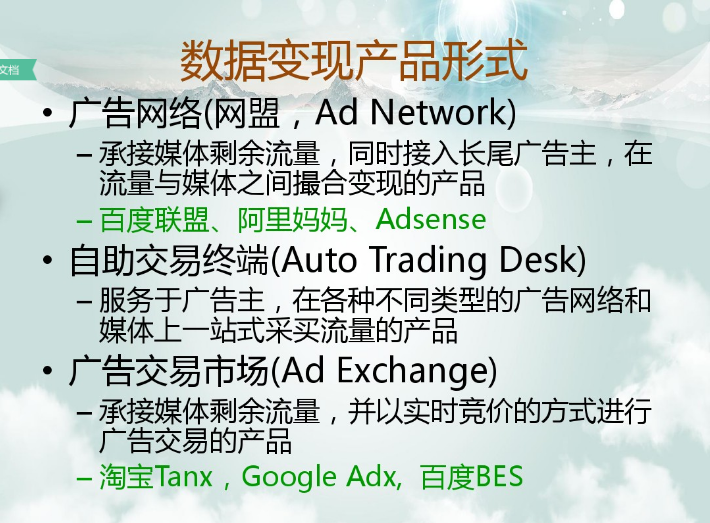 数据变现产品形式
文档
• 广告网络(网盟，Ad Network)
– 承接媒体剩余流量，同时接入长尾广告主，在
流量与媒体之间撮合变现的产品
– 百度联盟、阿里妈妈、Adsense
• 自助交易终端(Auto Trading Desk)
– 服务于广告主，在各种不同类型的广告网络和
媒体上一站式采买流量的产品
• 广告交易市场(Ad Exchange)
– 承接媒体剩余流量，并以实时竞价的方式进行
广告交易的产品
– 淘宝Tanx，Google Adx, 百度BES